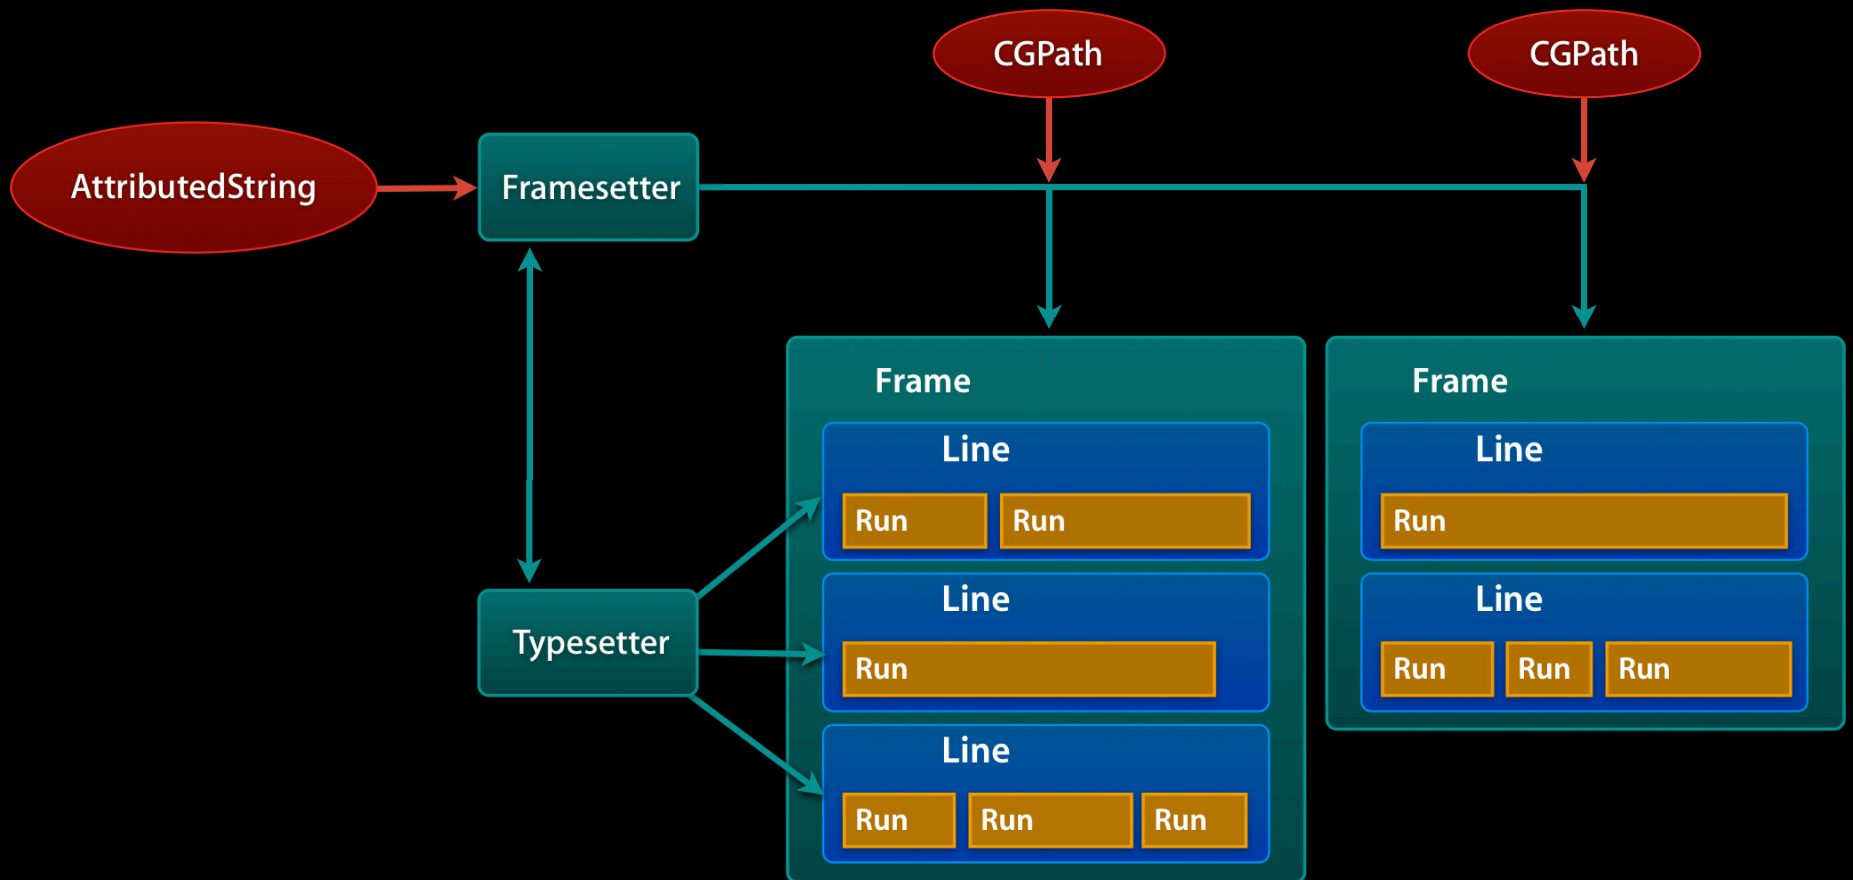 CGPath
CGPath
AttributedString
Framesetter
Frame
Frame
Line
Line
Run
Run
Run
Line
Line
Typesetter
Run
Run
Run
Run
Line
Run
Run
Run